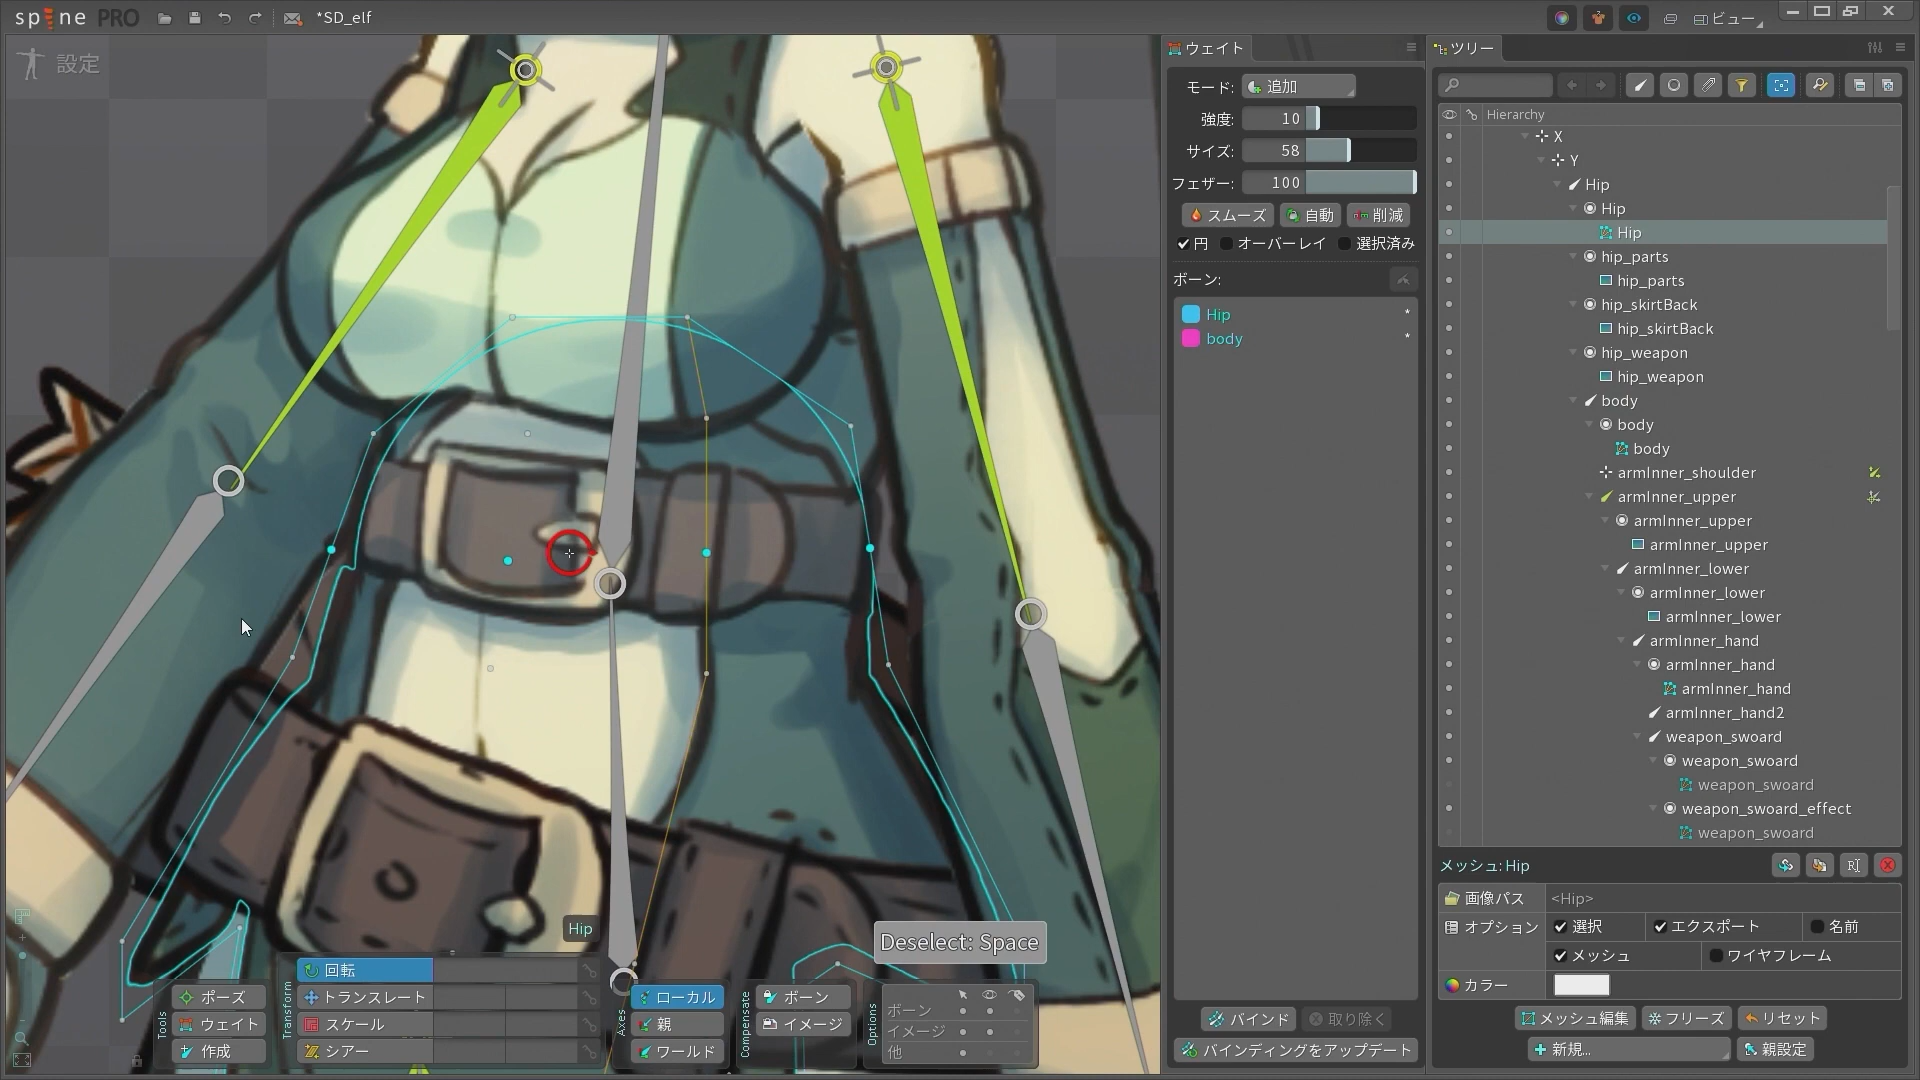 spine PRO
*SD_elf
ビュー
設定
ウェイト
モード: 追加
強度: 10
サイズ: 58
フェザー: 100
スムーズ 自動 削減
円 オーバーレイ 選択済み
ボーン:
Hip *
body *
バインド 取り除く
バインディングをアップデート
ツリー
Hierarchy
X
Y
Hip
Hip
Hip
hip_parts
hip_parts
hip_skirtBack
hip_skirtBack
hip_weapon
hip_weapon
body
body
body
armInner_shoulder
armInner_upper
armInner_upper
armInner_upper
armInner_lower
armInner_lower
armInner_lower
armInner_hand
armInner_hand
armInner_hand
armInner_hand2
weapon_swoard
weapon_swoard
weapon_swoard
weapon_swoard_effect
weapon_swoard
メッシュ: Hip
画像パス <Hip>
オプション 選択 エクスポート 名前
メッシュ ワイヤフレーム
カラー
メッシュ編集 フリーズ リセット
新規... 親設定
Hip
Deselect: Space
Tools
ポーズ
ウェイト
作成
Transform
回転
トランスレート
スケール
シアー
Axes
ローカル
親
ワールド
Compensate
ボーン
イメージ
Options
ボーン
イメージ
他